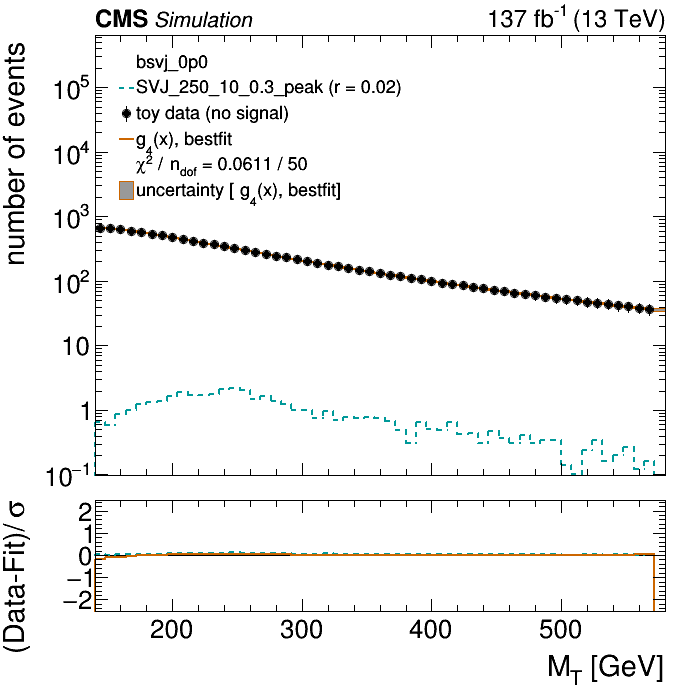 CMS Simulation 137 fb⁻¹ (13 TeV)
number of events
bsvj_0p0
SVJ_250_10_0.3_peak (r = 0.02)
toy data (no signal)
g₄(x), bestfit
χ² / n_dof = 0.0611 / 50
uncertainty [ g₄(x), bestfit]
10⁵
10⁴
10³
10²
10
1
10⁻¹
(Data-Fit)/ σ
2
1
0
−1
−2
200 300 400 500
M_T [GeV]